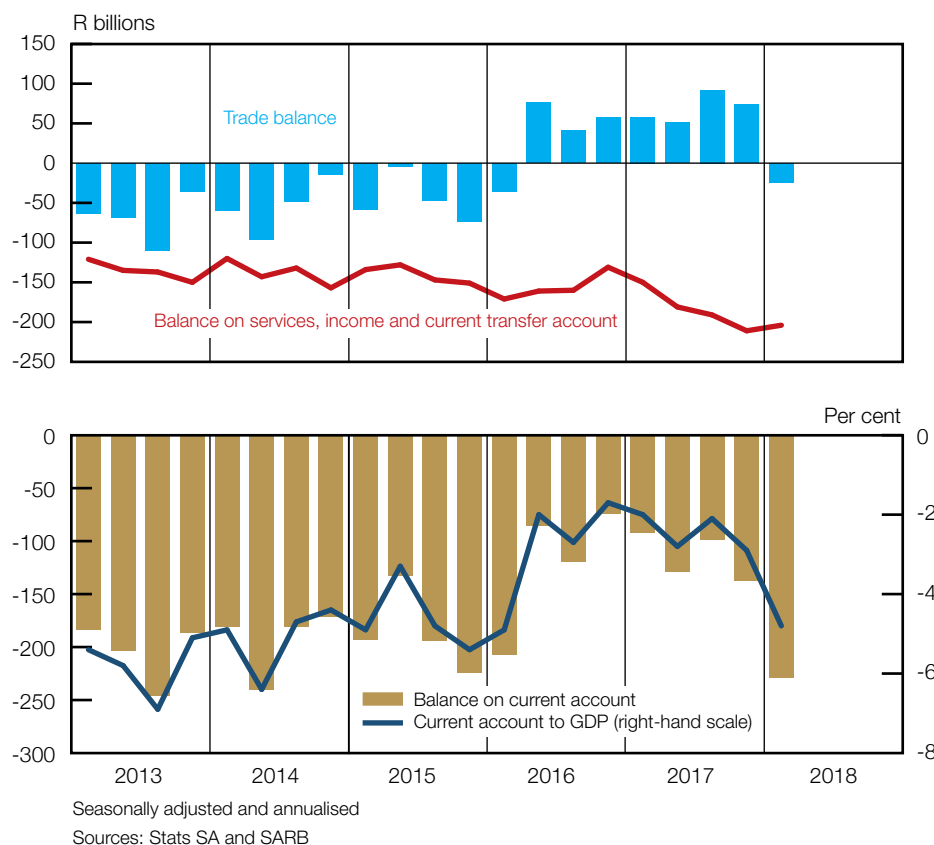 R billions
150
100
50
0
-50
-100
-150
-200
-250
Trade balance
Balance on services, income and current transfer account
Per cent
0
-50
-100
-150
-200
-250
-300
0
-2
-4
-6
-8
Balance on current account
Current account to GDP (right-hand scale)
2013 2014 2015 2016 2017 2018
Seasonally adjusted and annualised
Sources: Stats SA and SARB